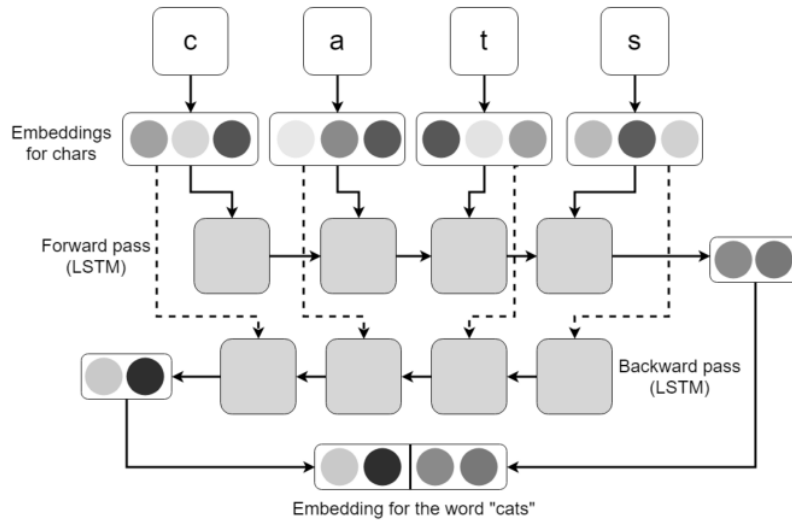 c
a
t
s
Embeddings
for chars
Forward pass
(LSTM)
Backward pass
(LSTM)
Embedding for the word "cats"